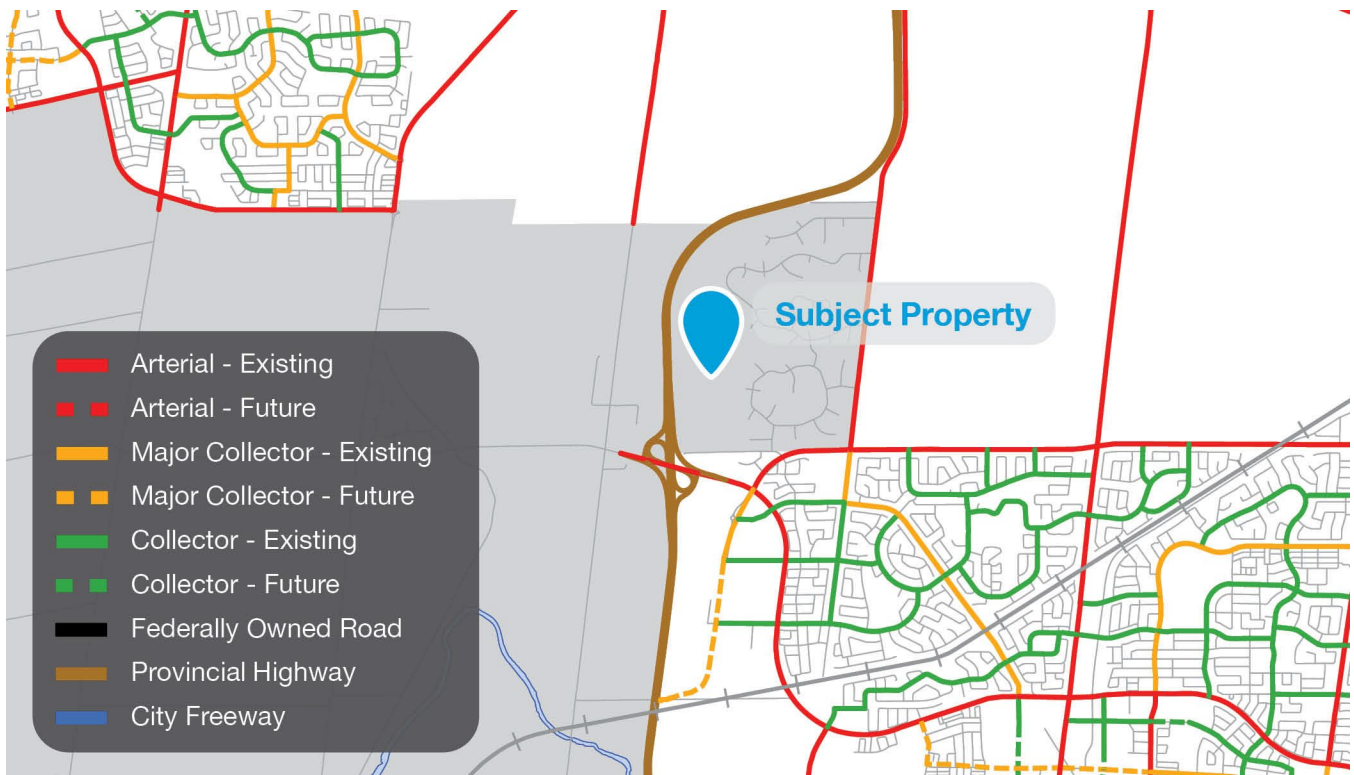 Subject Property
Arterial - Existing
Arterial - Future
Major Collector - Existing
Major Collector - Future
Collector - Existing
Collector - Future
Federally Owned Road
Provincial Highway
City Freeway